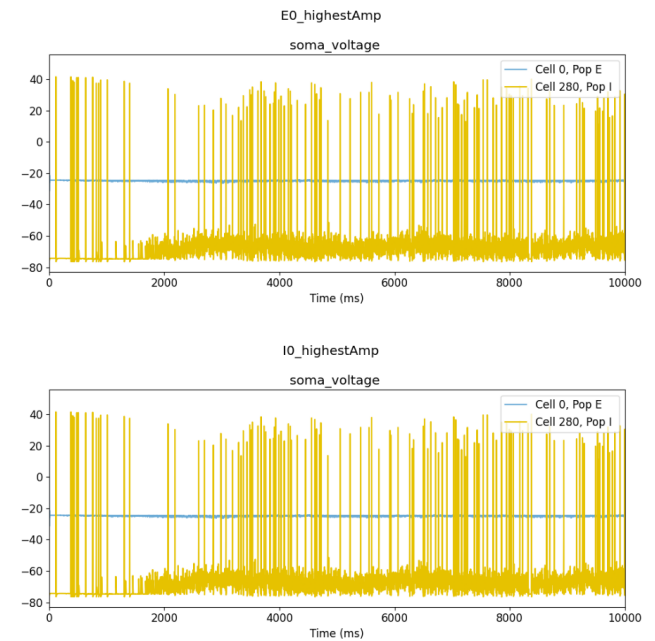 E0_highestAmp
soma_voltage
Cell 0, Pop E
Cell 280, Pop I
40
20
0
−20
−40
−60
−80
0 2000 4000 6000 8000 10000
Time (ms)
I0_highestAmp
soma_voltage
Cell 0, Pop E
Cell 280, Pop I
40
20
0
−20
−40
−60
−80
0 2000 4000 6000 8000 10000
Time (ms)